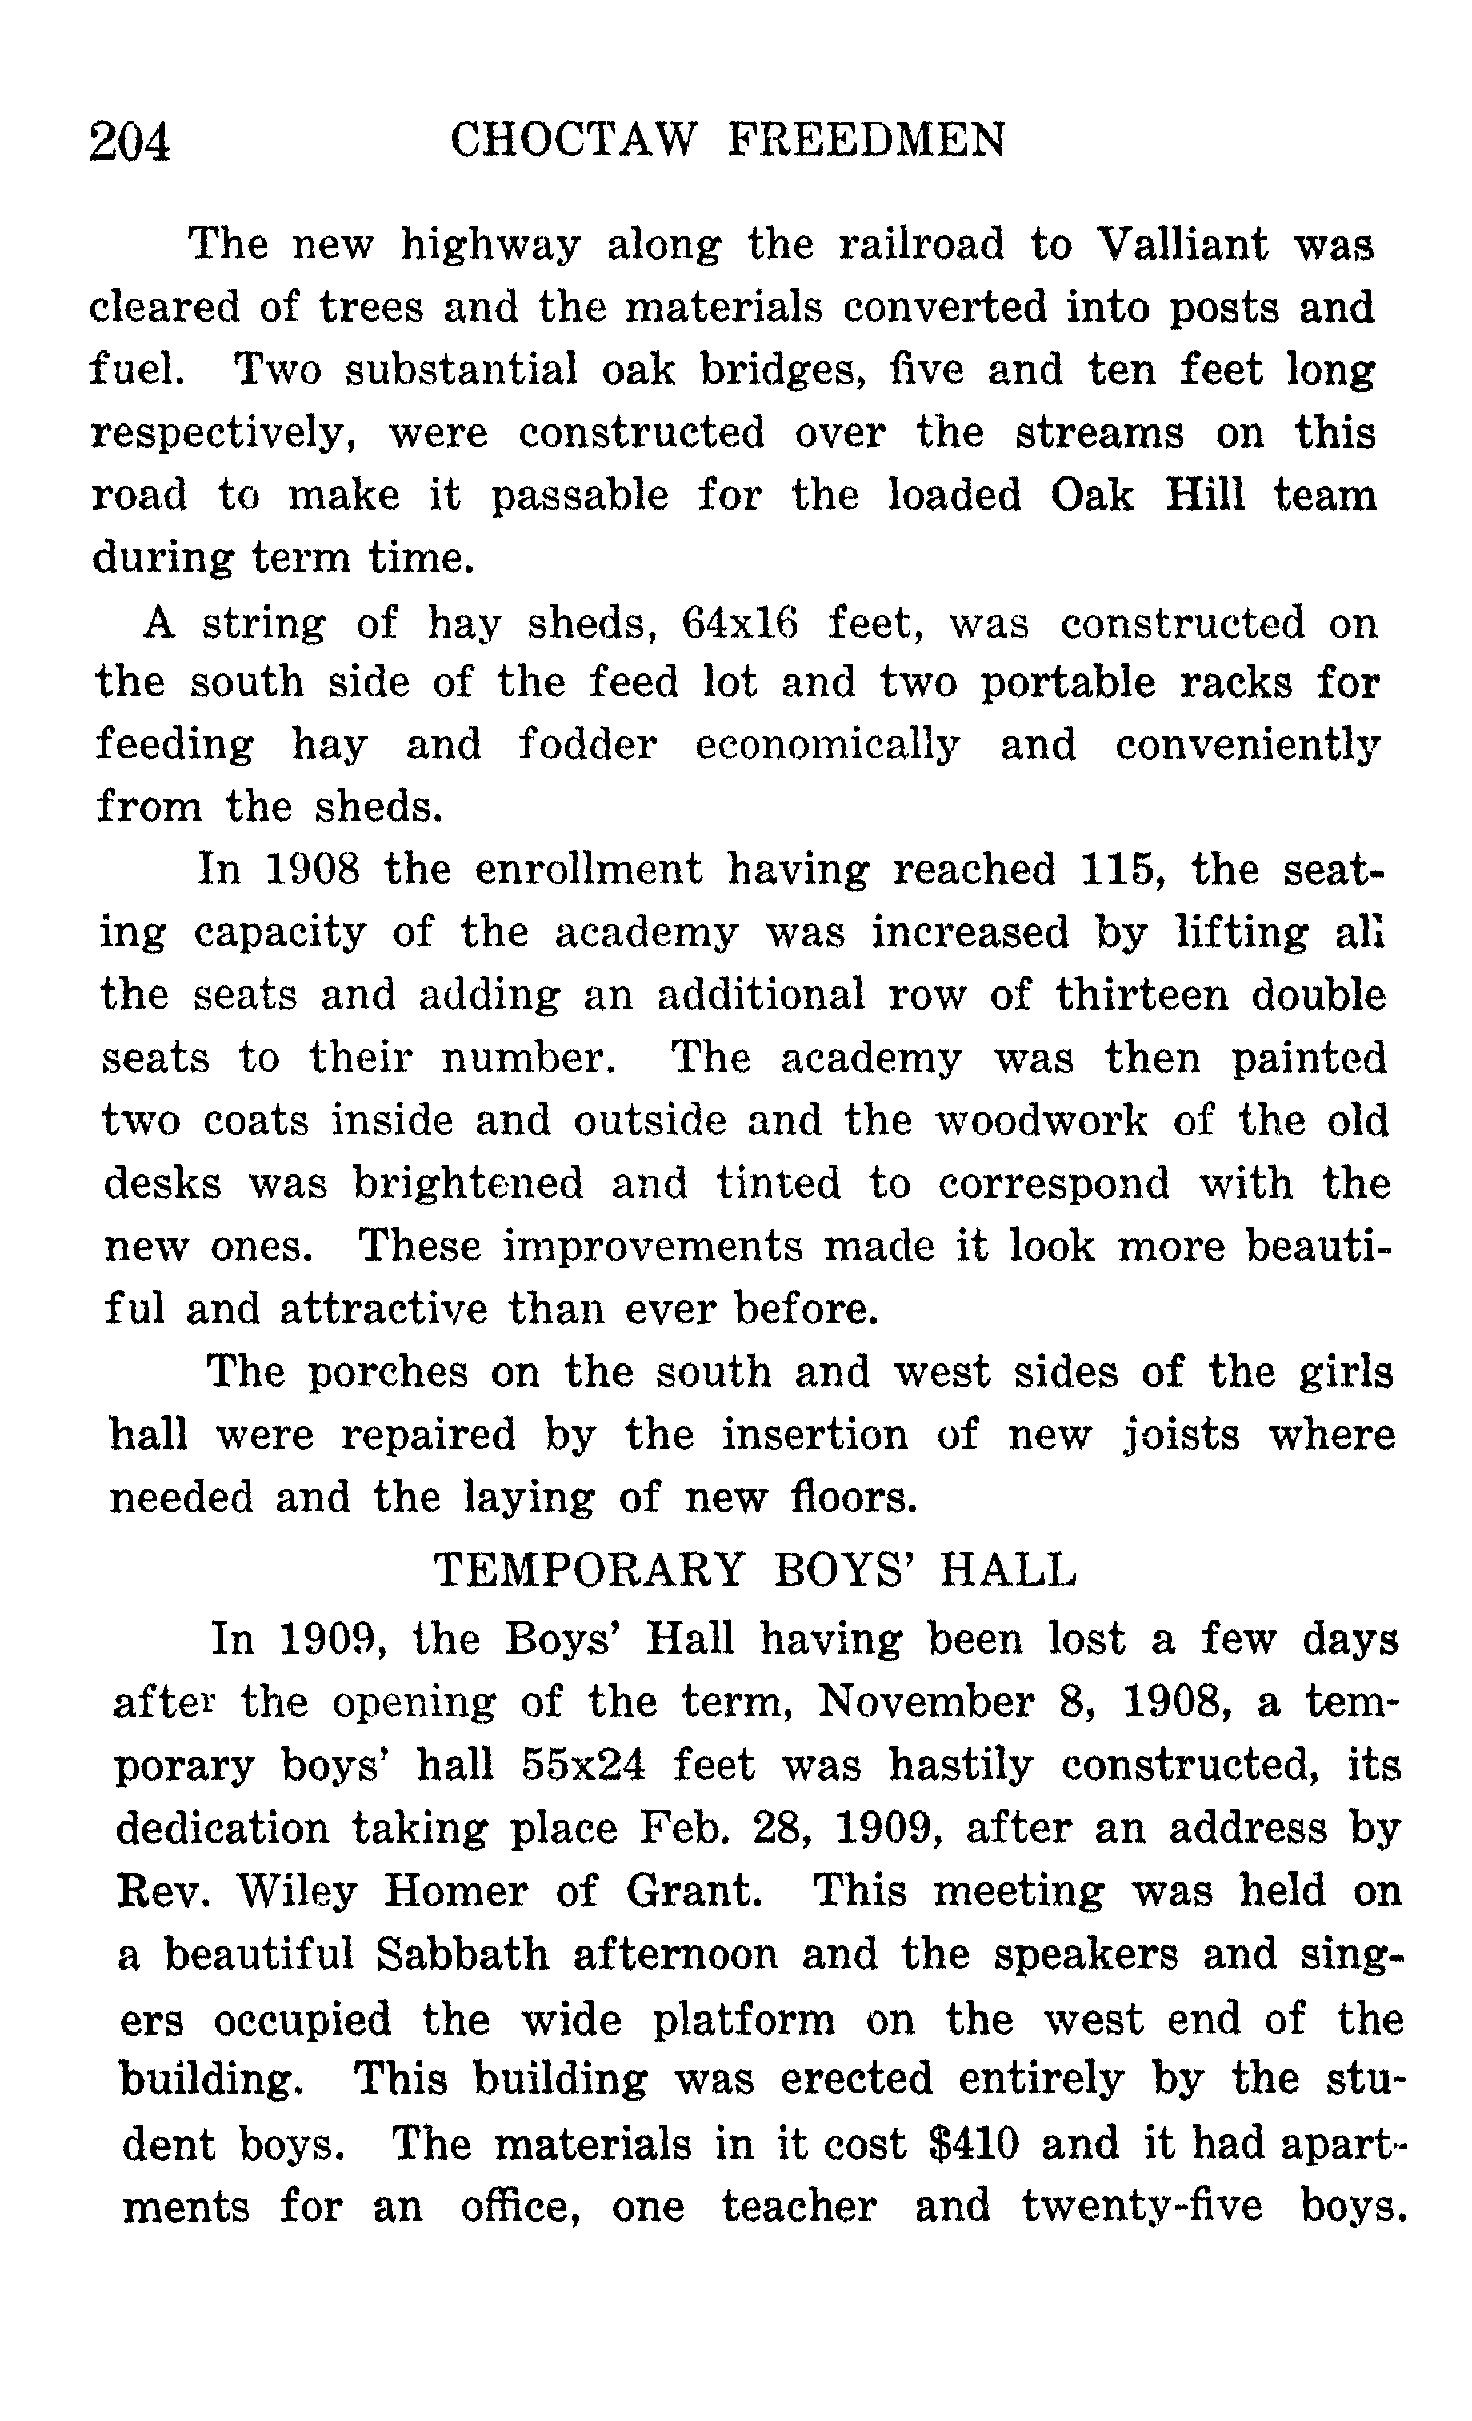 204 CHOCTAW FREEDMEN
The new highway along the railroad to Valliant was
cleared of trees and the materials converted into posts and
fuel. Two substantial oak bridges, five and ten feet long
respectively, were constructed over the streams on this
road to make it passable for the loaded Oak Hill team
during term time.
A string of hay sheds, 64x16 feet, was constructed on
the south side of the feed lot and two portable racks for
feeding hay and fodder economically and conveniently
from the sheds.
In 1908 the enrollment having reached 115, the seat-
ing capacity of the academy was increased by lifting all
the seats and adding an additional row of thirteen double
seats to their number. The academy was then painted
two coats inside and outside and the woodwork of the old
desks was brightened and tinted to correspond with the
new ones. These improvements made it look more beauti-
ful and attractive than ever before.
The porches on the south and west sides of the girls
hall were repaired by the insertion of new joists where
needed and the laying of new floors.
TEMPORARY BOYS' HALL
In 1909, the Boys' Hall having been lost a few days
after the opening of the term, November 8, 1908, a tem-
porary boys' hall 55x24 feet was hastily constructed, its
dedication taking place Feb. 28, 1909, after an address by
Rev. Wiley Homer of Grant. This meeting was held on
a beautiful Sabbath afternoon and the speakers and sing-
ers occupied the wide platform on the west end of the
building. This building was erected entirely by the stu-
dent boys. The materials in it cost $410 and it had apart-
ments for an office, one teacher and twenty-five boys.